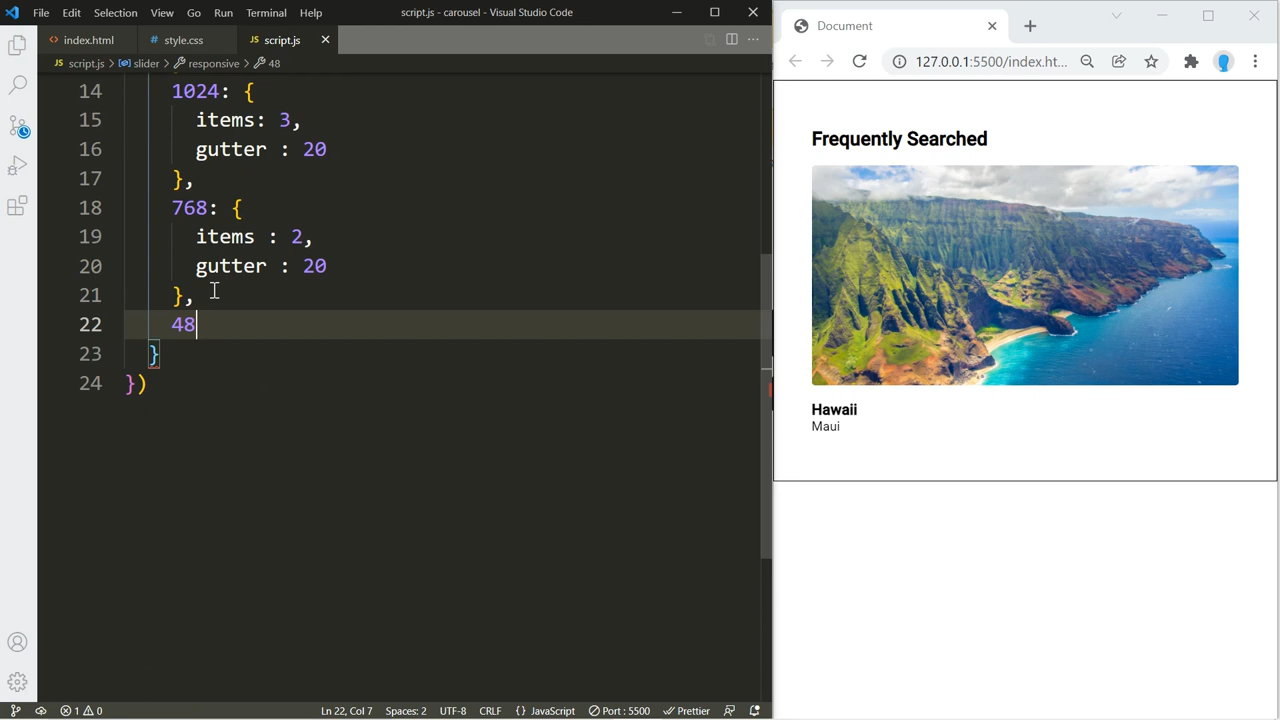 File Edit Selection View Go Run Terminal Help script.js - carousel - Visual Studio Code
index.html style.css JS script.js
JS script.js > slider > responsive > 48
14 1024: {
15 items: 3,
16 gutter : 20
17 },
18 768: {
19 items : 2,
20 gutter : 20
21 },
22 48
23 }
24 })
Ln 22, Col 7 Spaces: 2 UTF-8 CRLF {} JavaScript Port : 5500 Prettier
1 0
Document
127.0.0.1:5500/index.ht...
Frequently Searched
Hawaii
Maui